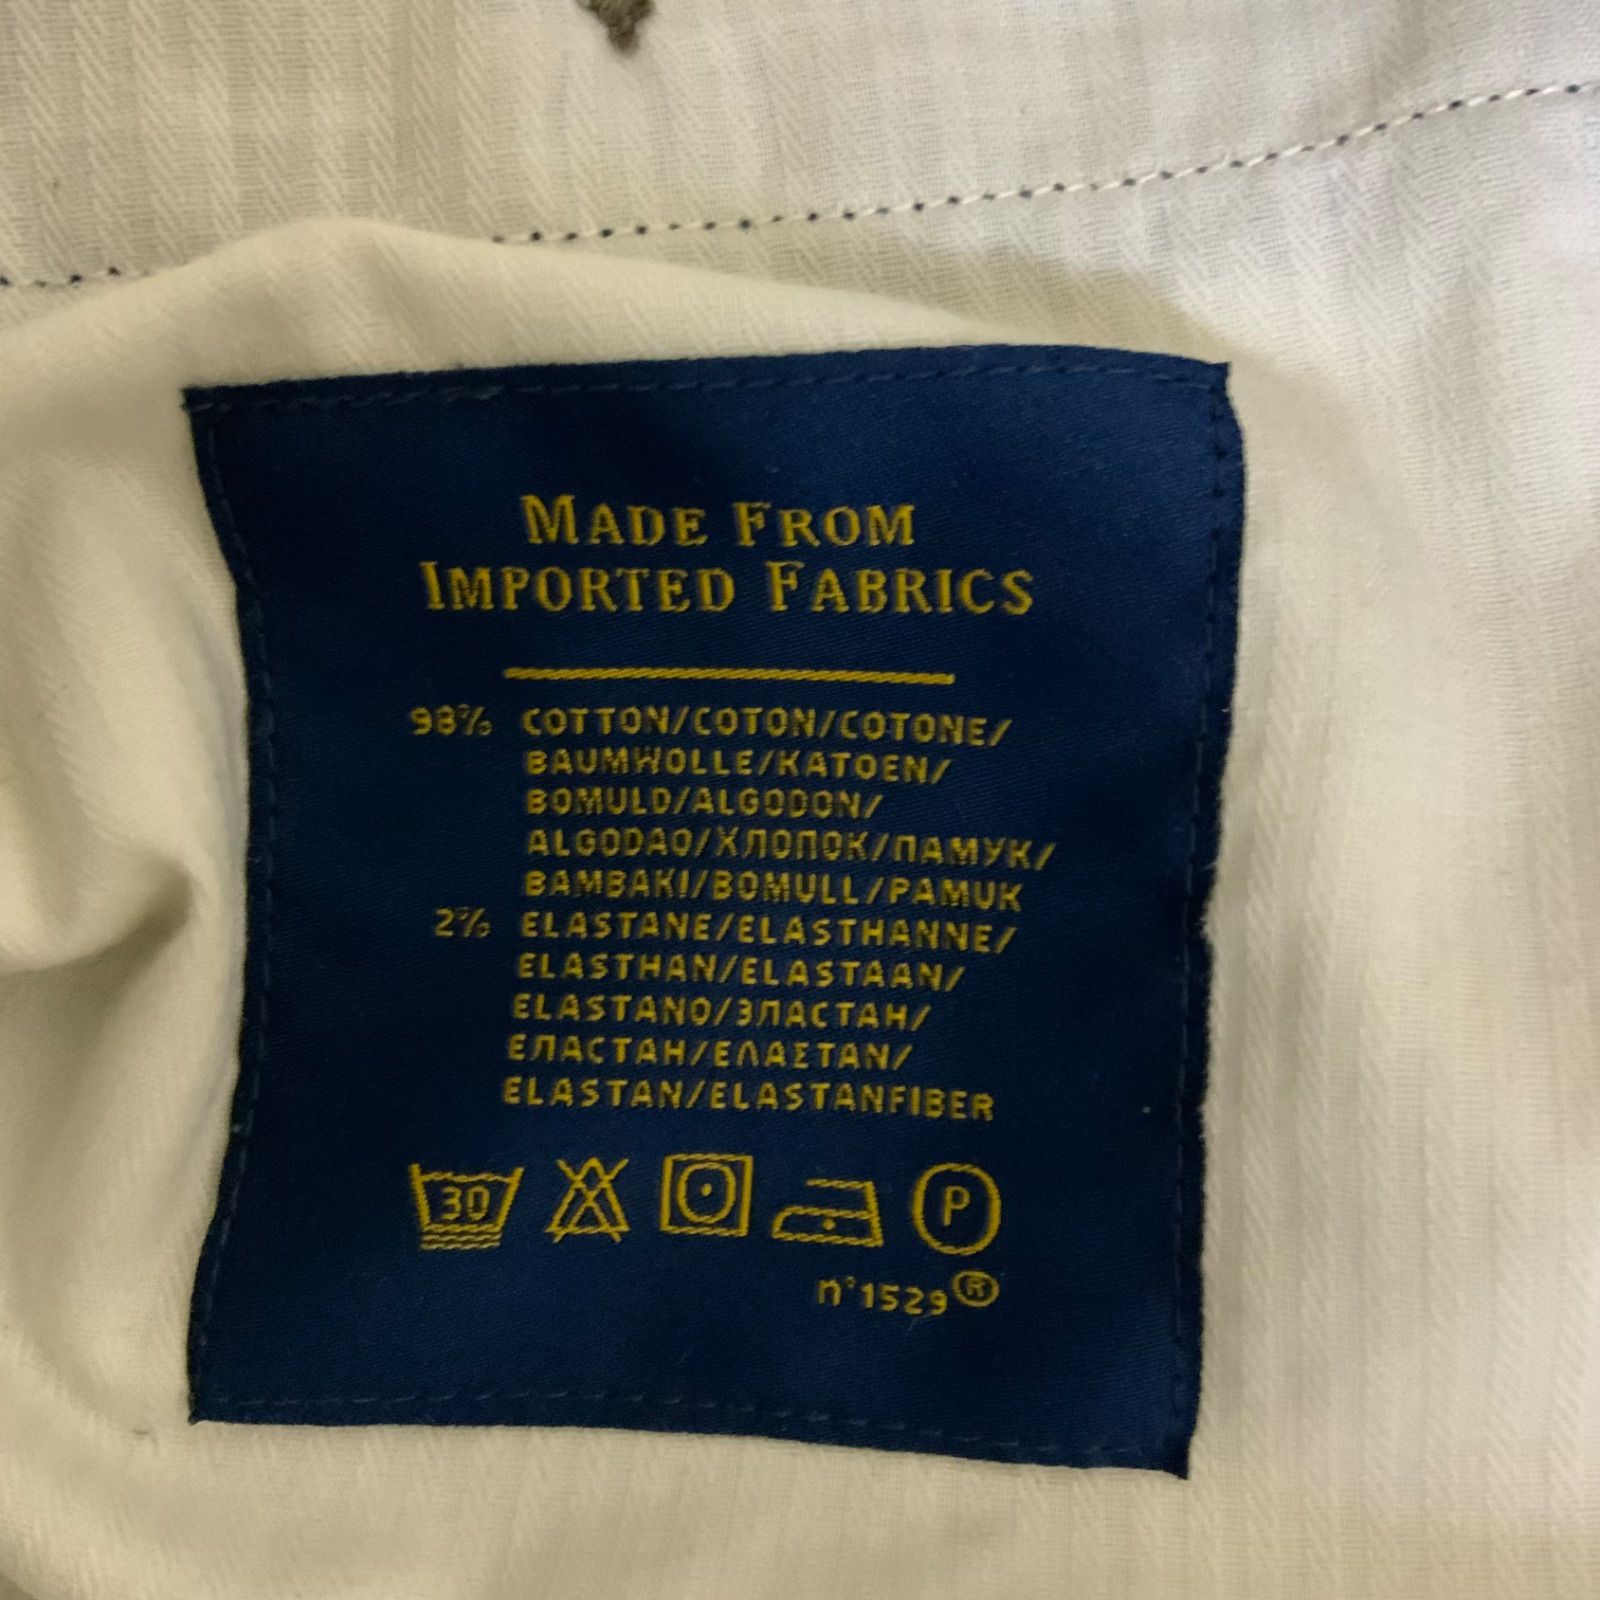 MADE FROM
IMPORTED FABRICS
98% COTTON/COTON/COTONE/
BAUMWOLLE/KATOEN/
BOMULD/ALGODON/
ALGODAO/ХЛОПОК/ПАМУК/
BAMBAKI/BOMULL/PAMUK
2% ELASTANE/ELASTHANNE/
ELASTHAN/ELASTAAN/
ELASTANO/ЗЛАСТАН/
ЕЛАСТАН/ΕΛΑΣΤΑΝ/
ELASTAN/ELASTANFIBER
30 P
n°1529®